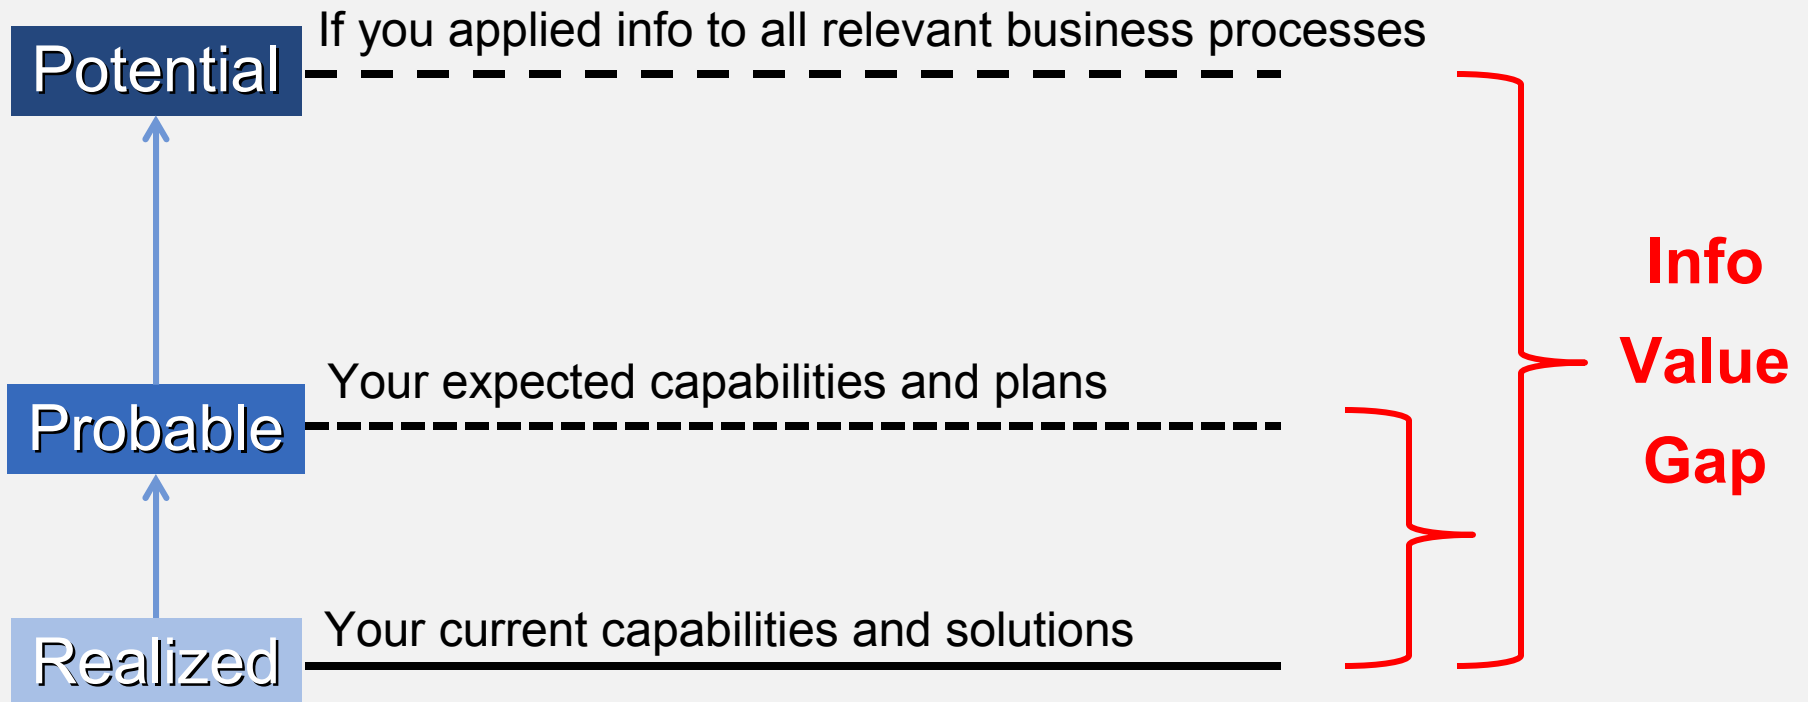 If you applied info to all relevant business processes
Potential
Info
Value
Gap
Your expected capabilities and plans
Probable
Your current capabilities and solutions
Realized